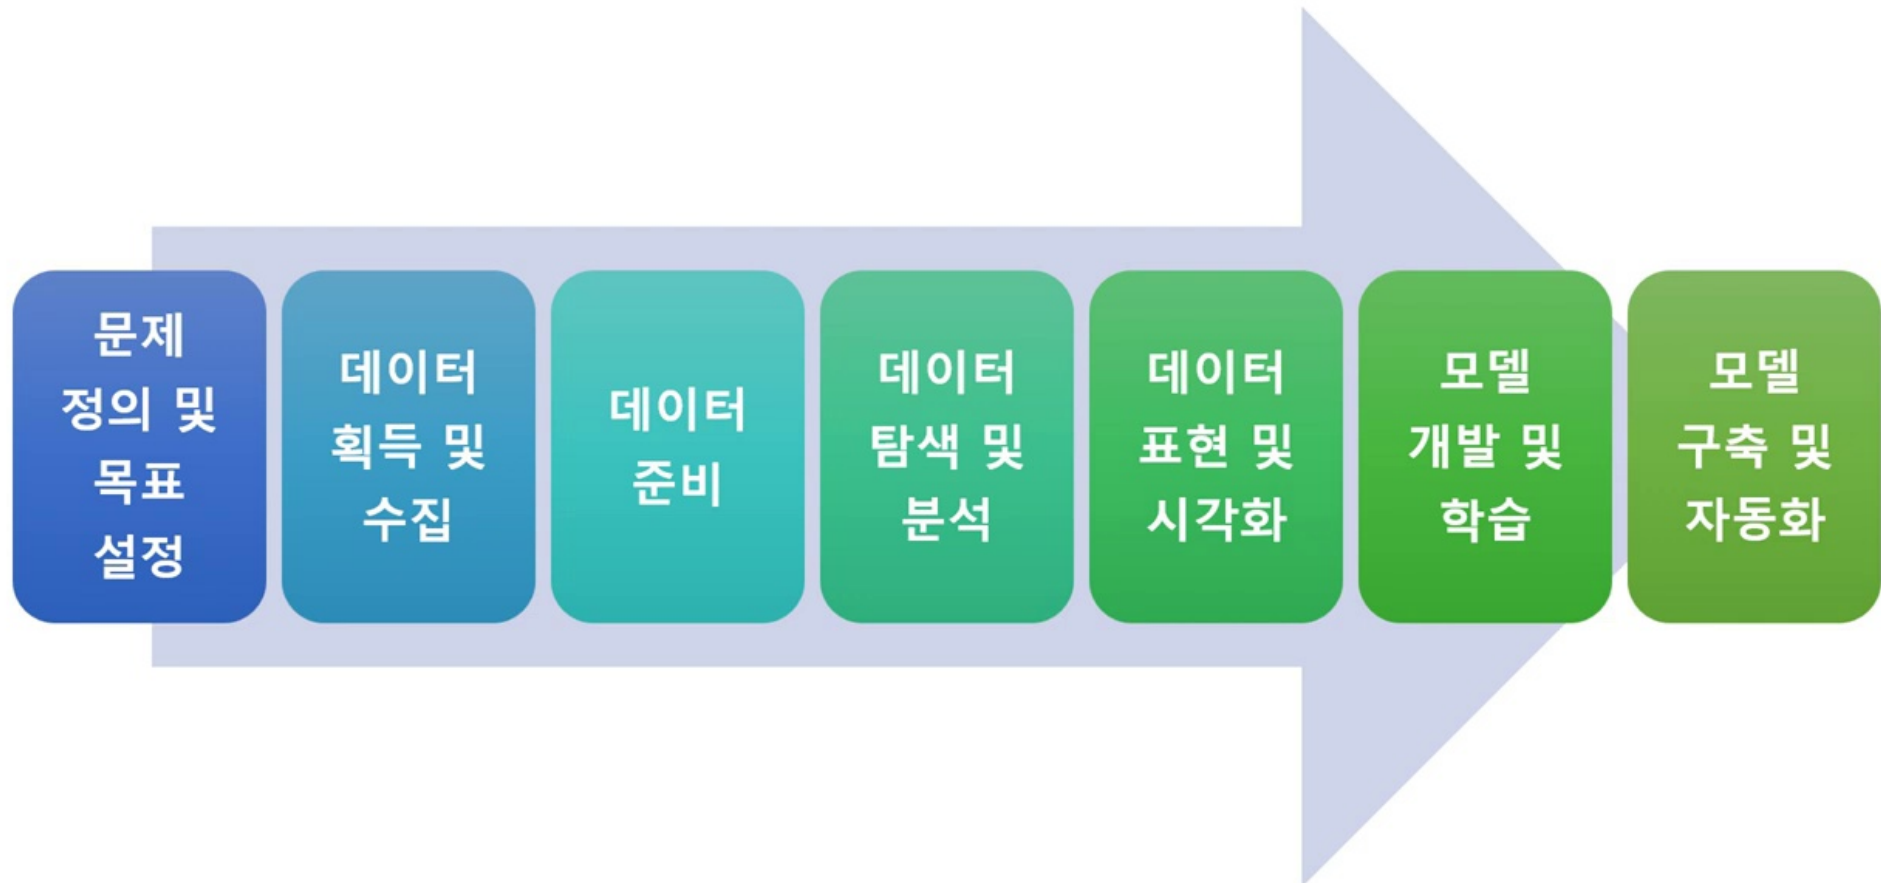 문제
정의 및
목표
설정
데이터
획득 및
수집
데이터
준비
데이터
탐색 및
분석
데이터
표현 및
시각화
모델
개발 및
학습
모델
구축 및
자동화